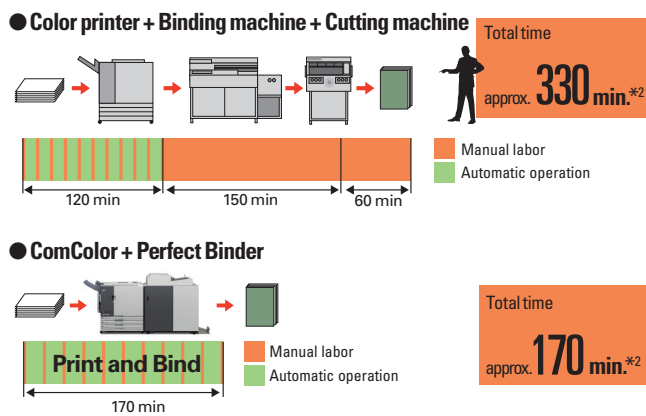 ● Color printer + Binding machine + Cutting machine
Total time
approx. 330 min.*2
Manual labor
Automatic operation
120 min
150 min
60 min
● ComColor + Perfect Binder
Total time
approx. 170 min.*2
Print and Bind
Manual labor
Automatic operation
170 min